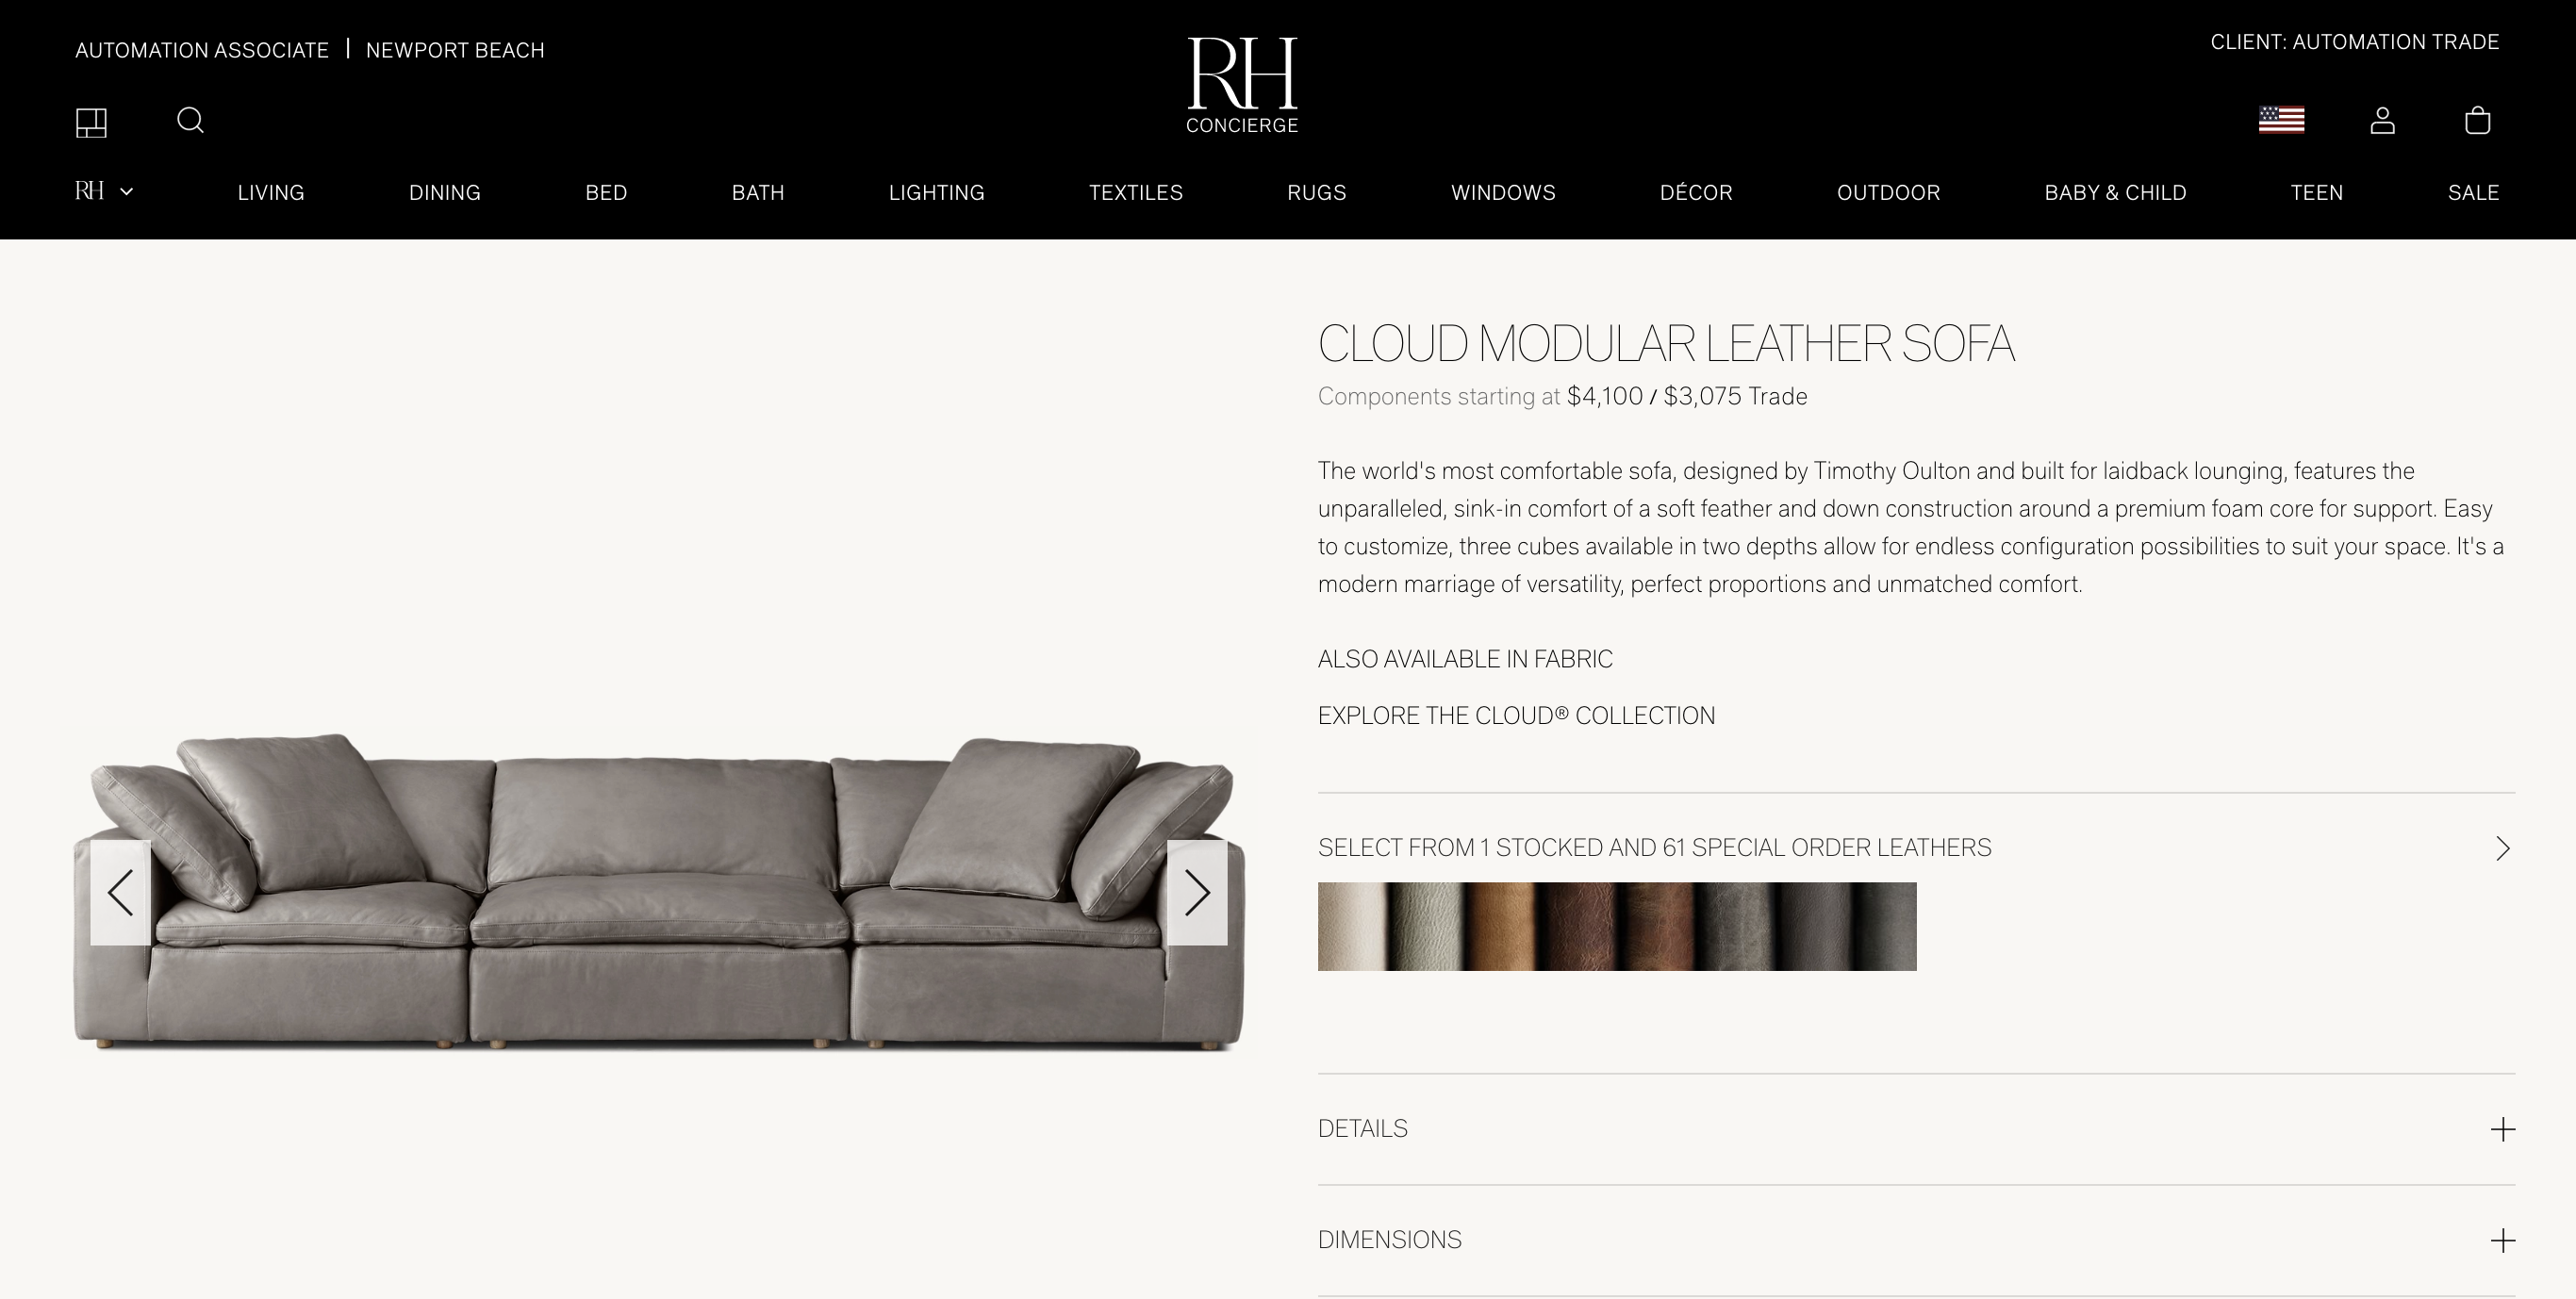 AUTOMATION ASSOCIATE | NEWPORT BEACH
RH
CONCIERGE
CLIENT: AUTOMATION TRADE
RH LIVING DINING BED BATH LIGHTING TEXTILES RUGS WINDOWS DÉCOR OUTDOOR BABY & CHILD TEEN SALE
CLOUD MODULAR LEATHER SOFA
Components starting at $4,100 / $3,075 Trade
The world's most comfortable sofa, designed by Timothy Oulton and built for laidback lounging, features the
unparalleled, sink-in comfort of a soft feather and down construction around a premium foam core for support. Easy
to customize, three cubes available in two depths allow for endless configuration possibilities to suit your space. It's a
modern marriage of versatility, perfect proportions and unmatched comfort.
ALSO AVAILABLE IN FABRIC
EXPLORE THE CLOUD® COLLECTION
SELECT FROM 1 STOCKED AND 61 SPECIAL ORDER LEATHERS
DETAILS
DIMENSIONS